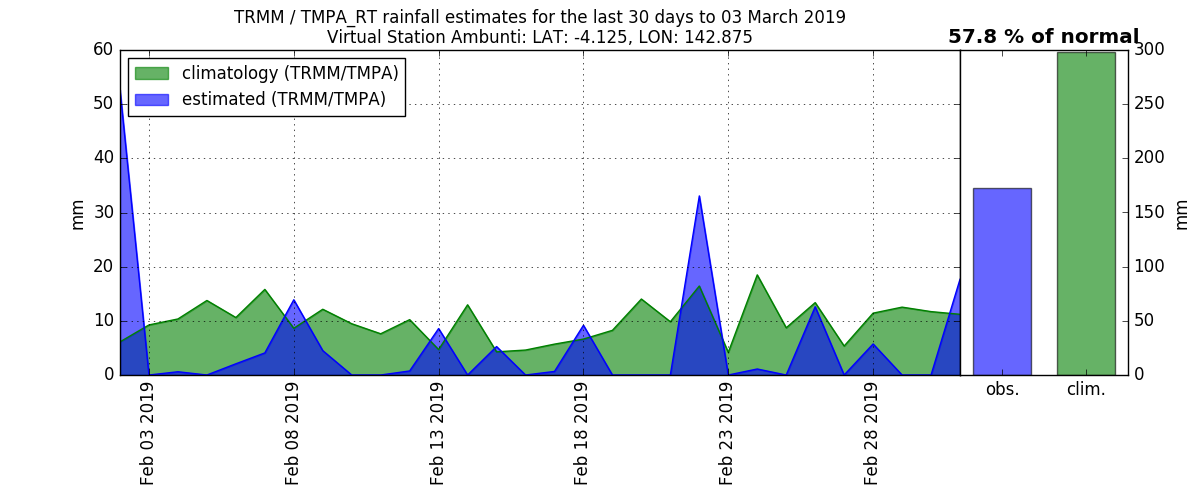 TRMM / TMPA_RT rainfall estimates for the last 30 days to 03 March 2019
Virtual Station Ambunti: LAT: -4.125, LON: 142.875
57.8 % of normal
climatology (TRMM/TMPA)
estimated (TRMM/TMPA)
60
50
40
30
20
10
0
mm
Feb 03 2019
Feb 08 2019
Feb 13 2019
Feb 18 2019
Feb 23 2019
Feb 28 2019
obs.
clim.
300
250
200
150
100
50
0
mm